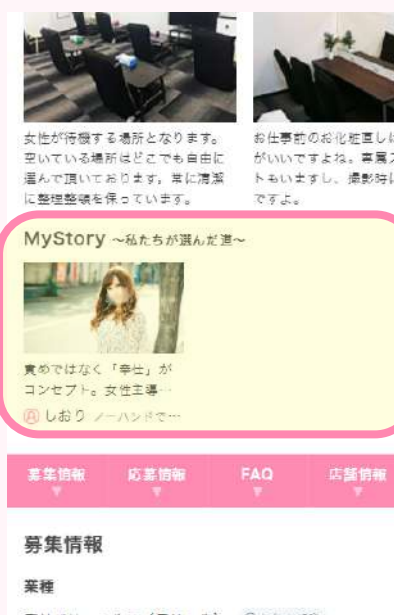 女性が待機する場所となります。
空いている場所はどこでも自由に
選んで頂いております。常に清潔
に整理整頓を保っています。
お仕事前のお化粧直しは
がいいですよね。専属ス
トもいますし、撮影時に
ですよ。
MyStory ～私たちが選んだ道～
責めではなく「奉仕」が
コンセプト。女性主導…
しおり ノーハンドで…
募集情報
応募情報
FAQ
店舗情報
募集情報
業種